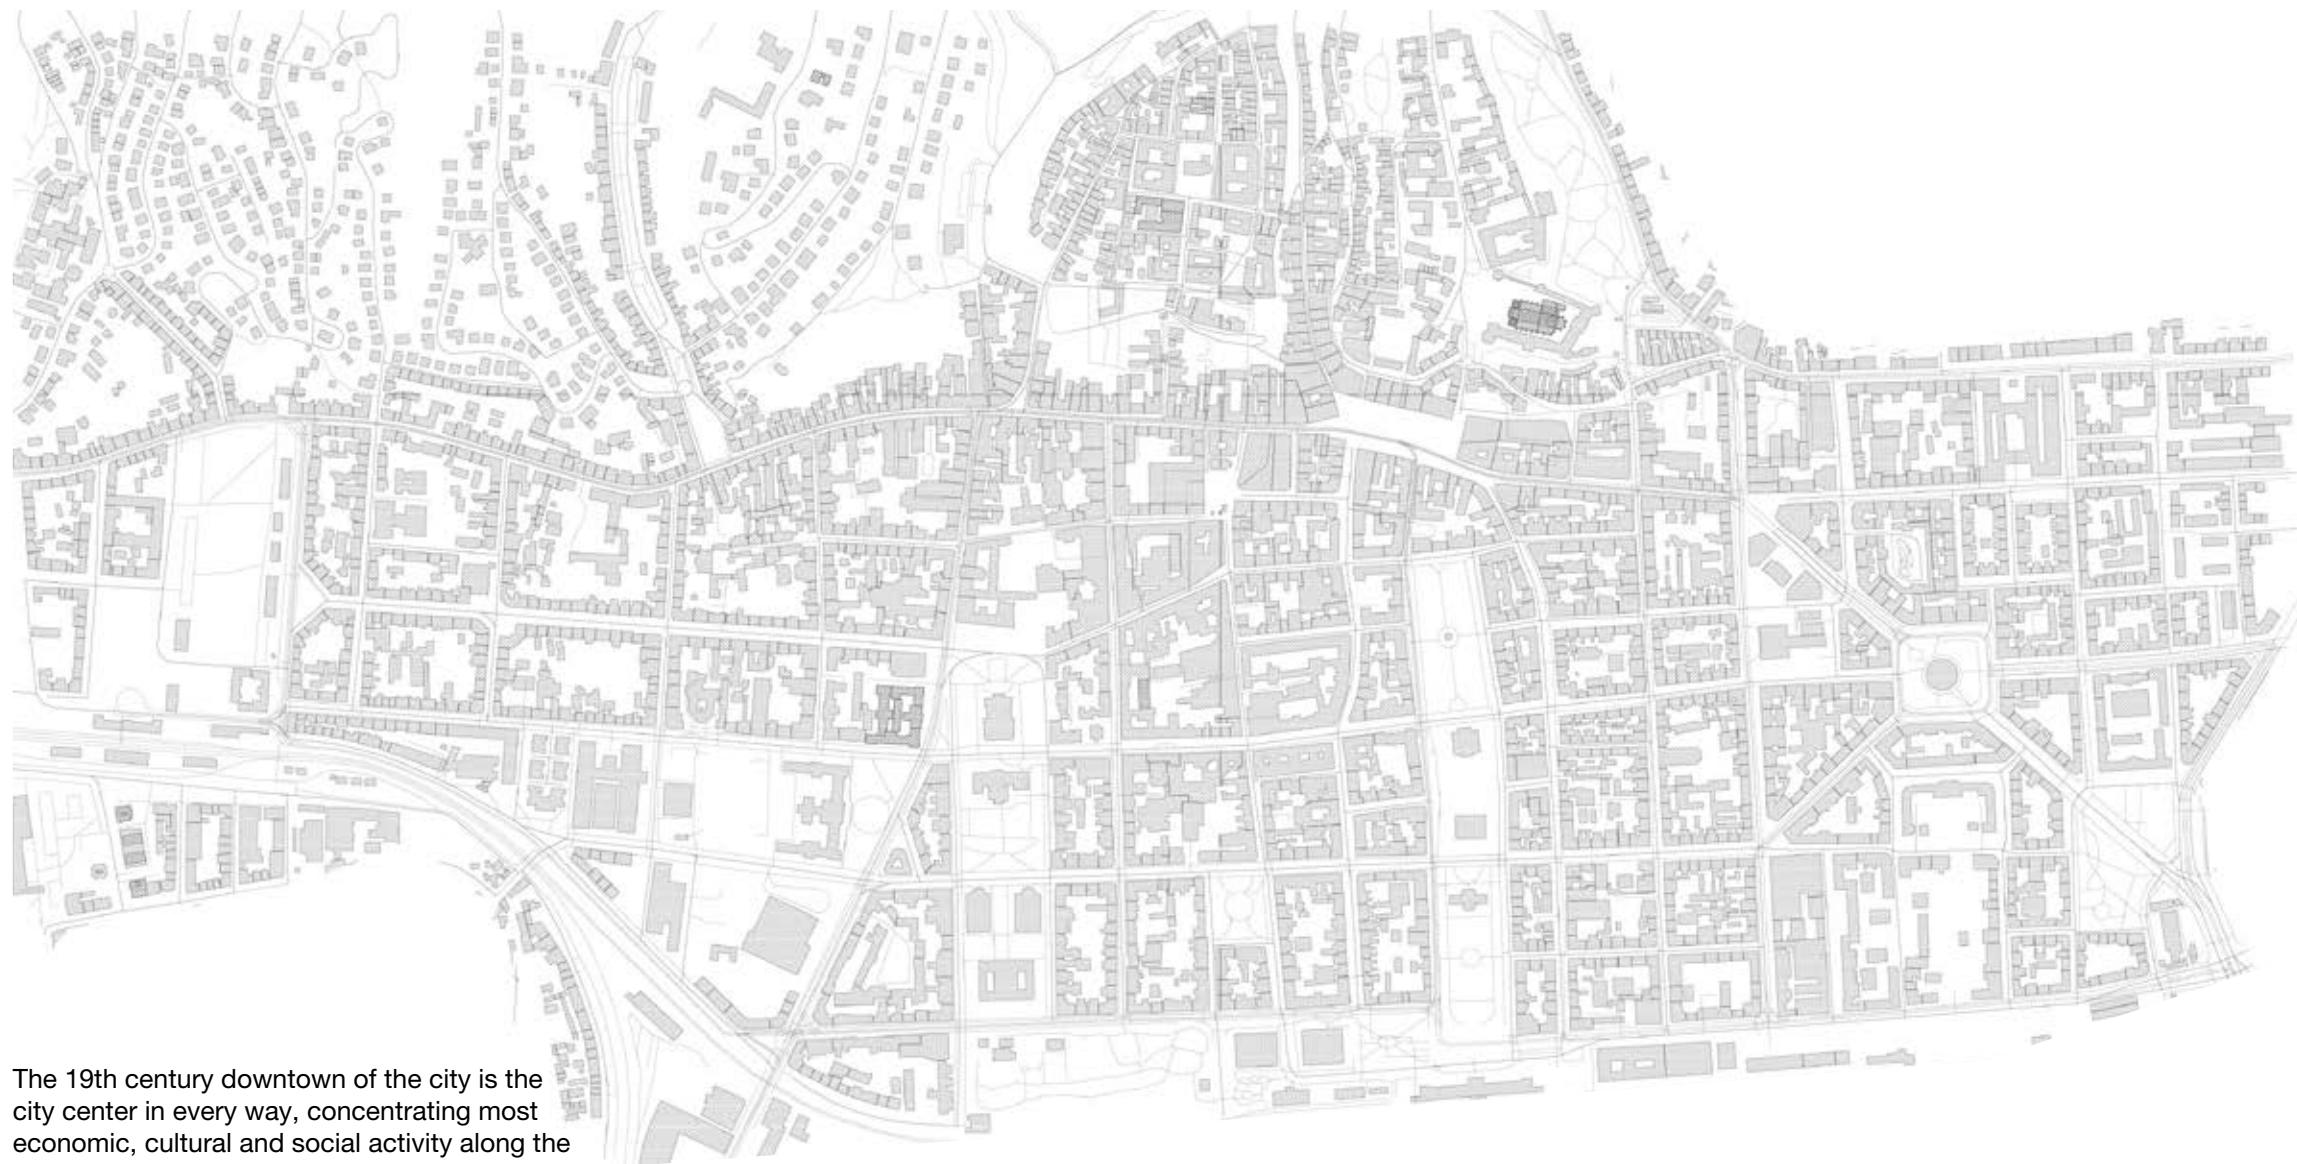 The 19th century downtown of the city is the
city center in every way, concentrating most
economic, cultural and social activity along the